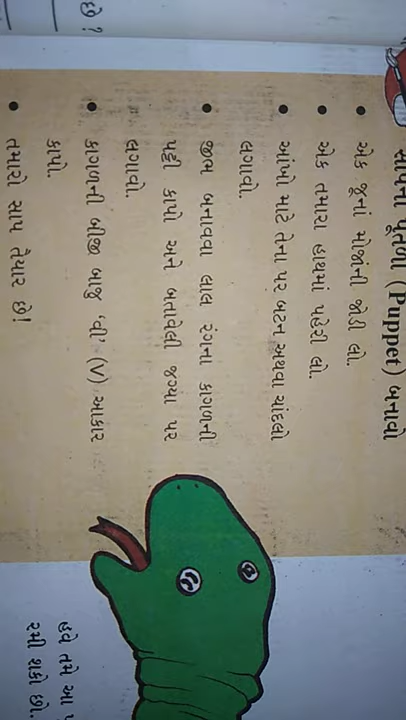 છે?
સાપની પૂતળી (Puppet) બનાવો
• એક જૂનાં મોજાંની જોડી લો.
• એક તમારા હાથમાં પહેરી લો.
• આંખો માટે તેના પર બટન અથવા ચાંદલો
લગાવો.
• જીભ બનાવવા લાલ રંગના કાગળની
પટ્ટી કાપો અને બતાવેલી જગ્યા પર
લગાવો.
• કાગળની બીજી બાજુ 'વી' (V) આકાર
કાપો.
• તમારો સાપ તૈયાર છે!
હવે તમે આ
રમી શકો છો.